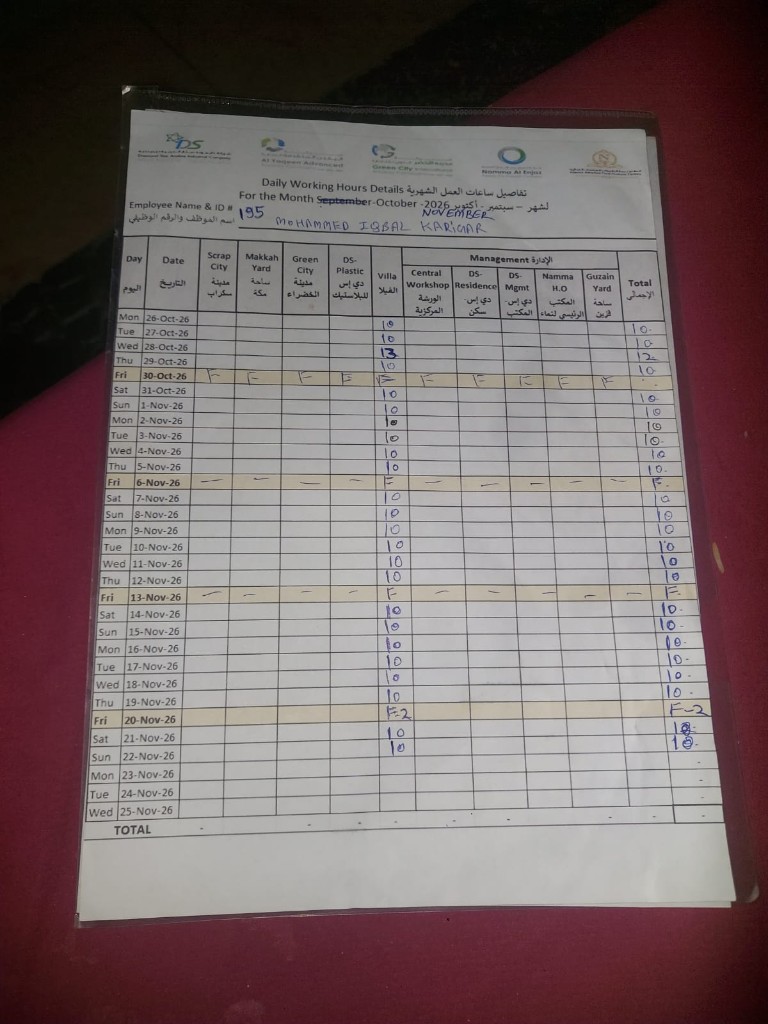 DS
Al Yaqeen Advanced
Green City
Namma Al Enjaz
تفاصيل ساعات العمل الشهرية Daily Working Hours Details
For the Month September-October -2026 لشهر – سبتمبر - أكتوبر
NOVEMBER
Employee Name & ID # 195 MOHAMMED IQBAL KARIGAR
اسم الموظف والرقم الوظيفي
Management الإدارة
Day Date Scrap City Makkah Yard Green City DS-Plastic Villa Central Workshop DS-Residence DS-Mgmt Namma H.O Guzain Yard Total
اليوم التاريخ مدينة سكراب ساحة مكة مدينة الخضراء دي إس للبلاستيك الفيلا الورشة المركزية دي إس سكن دي إس- المكتب المكتب الرئيسي لنماء ساحة قزين الإجمالي
Mon 26-Oct-26 10 10-
Tue 27-Oct-26 10 10-
Wed 28-Oct-26 12 12-
Thu 29-Oct-26 10 10-
Fri 30-Oct-26 F F F F F F F F F F
Sat 31-Oct-26 10 10-
Sun 1-Nov-26 10 10
Mon 2-Nov-26 10 10
Tue 3-Nov-26 10 10-
Wed 4-Nov-26 10 10
Thu 5-Nov-26 10 10-
Fri 6-Nov-26 — — — — F — — — — — F-
Sat 7-Nov-26 10 10
Sun 8-Nov-26 10 10
Mon 9-Nov-26 10 10
Tue 10-Nov-26 10 10
Wed 11-Nov-26 10 10
Thu 12-Nov-26 10 10
Fri 13-Nov-26 — — — — F — — — — — F-
Sat 14-Nov-26 10 10-
Sun 15-Nov-26 10 10-
Mon 16-Nov-26 10 10-
Tue 17-Nov-26 10 10-
Wed 18-Nov-26 10 10-
Thu 19-Nov-26 10 10-
Fri 20-Nov-26 F-2 F-2
Sat 21-Nov-26 10 10-
Sun 22-Nov-26 10 10-
Mon 23-Nov-26 -
Tue 24-Nov-26 -
Wed 25-Nov-26 -
TOTAL - - - - - - - - - - -